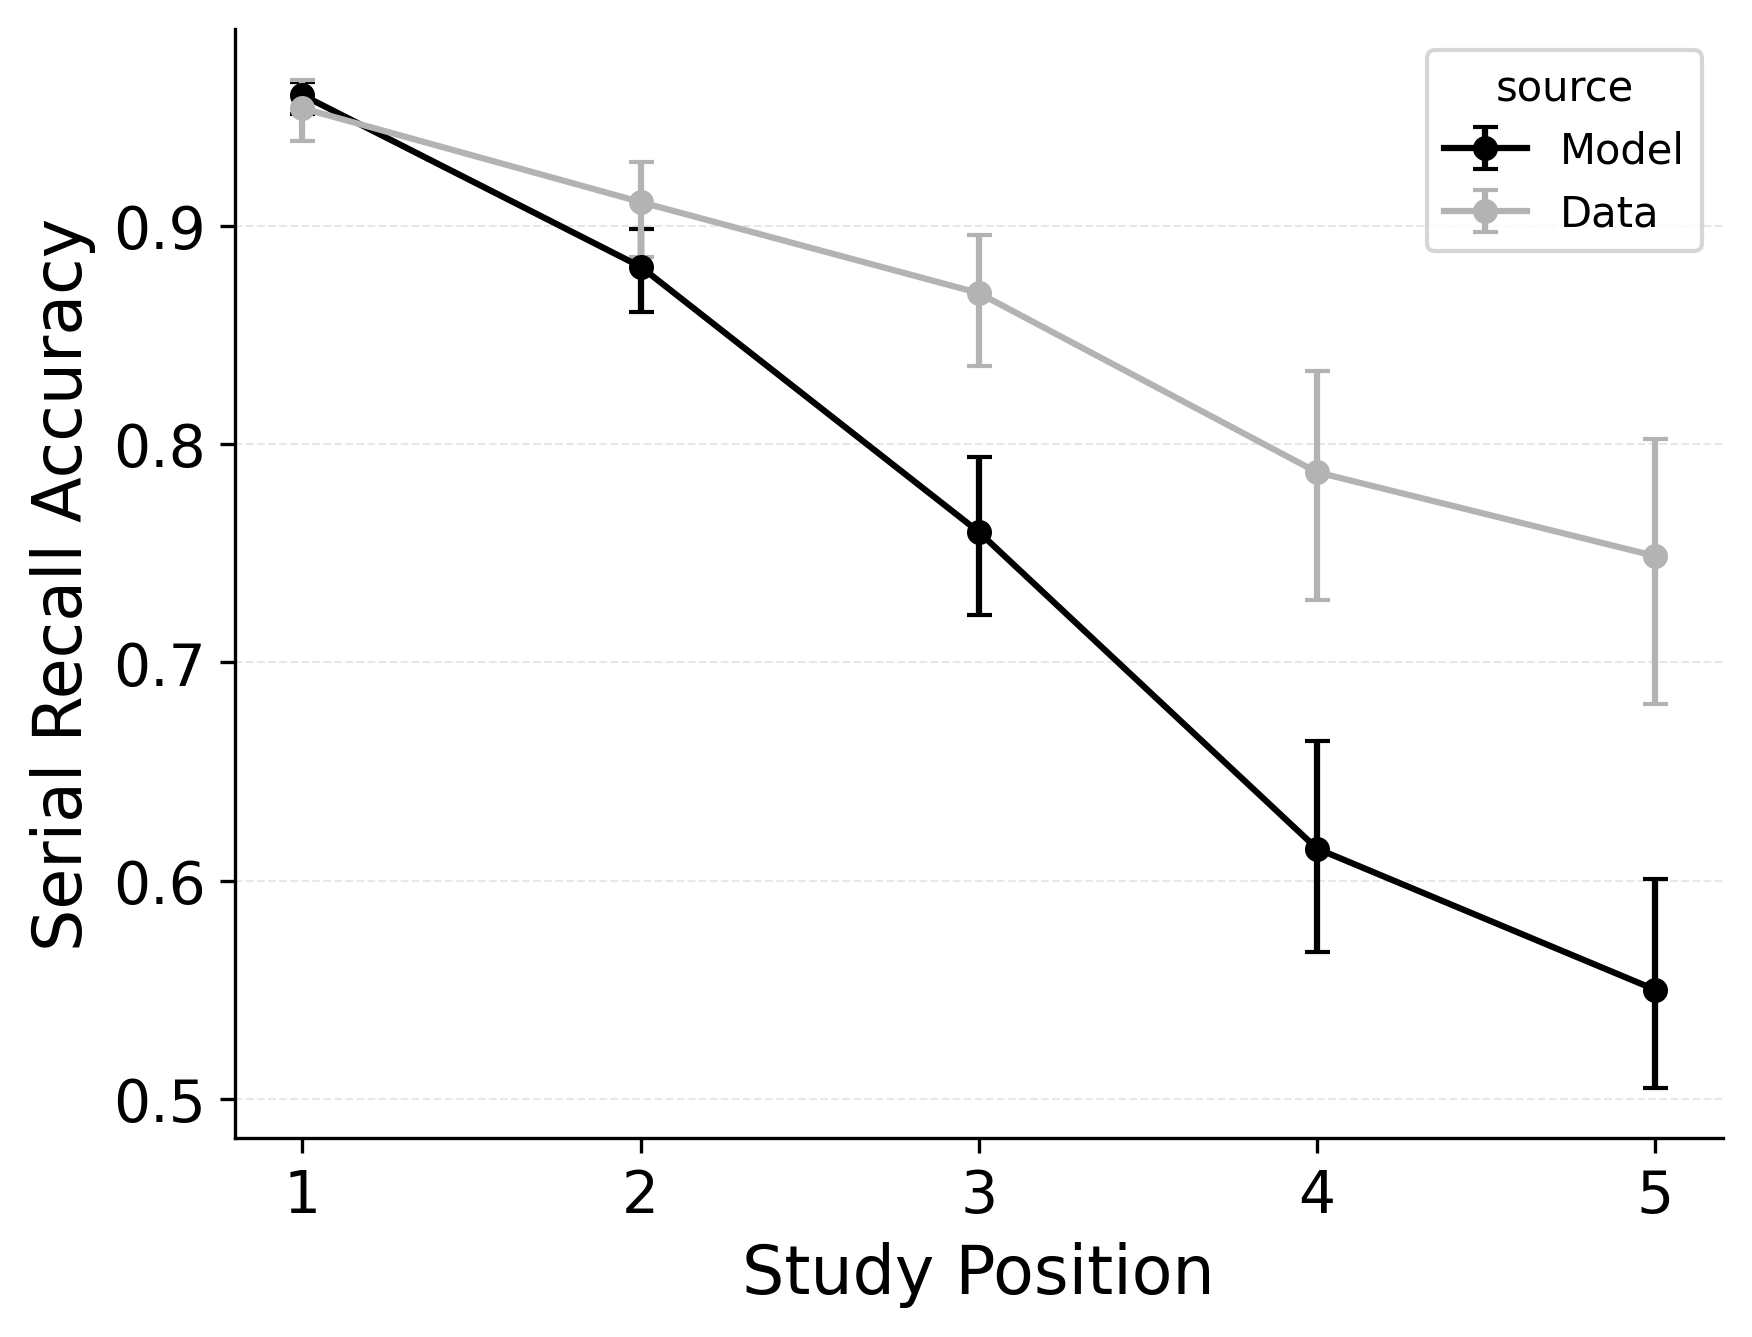 source
Model
Data
Serial Recall Accuracy
0.9
0.8
0.7
0.6
0.5
1 2 3 4 5
Study Position